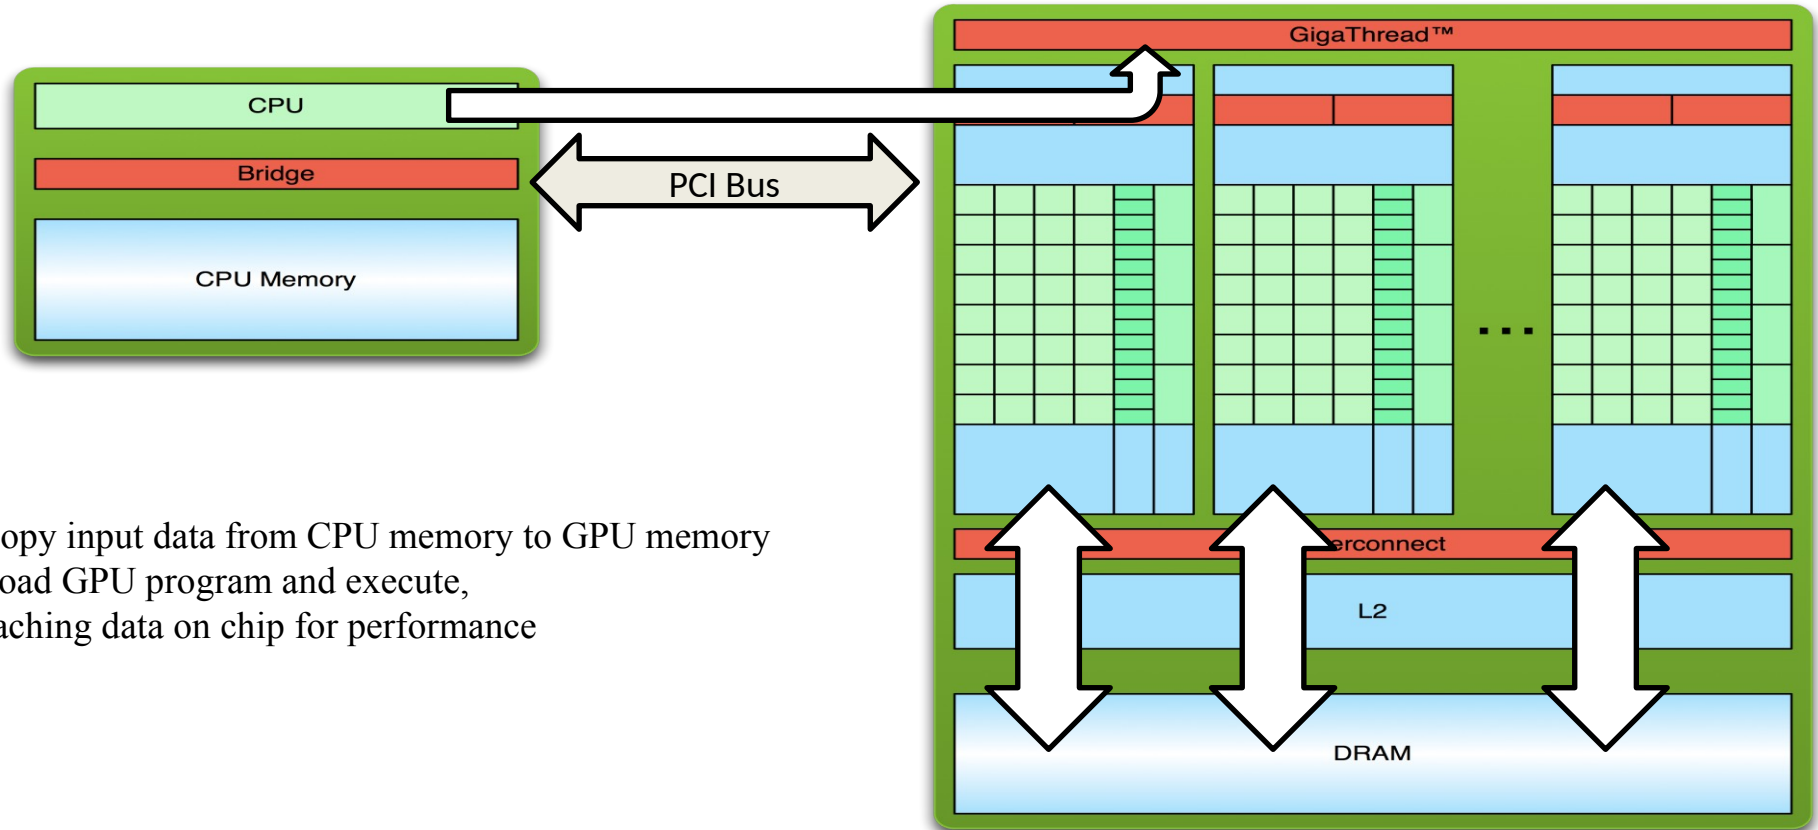 GigaThread™
CPU
Bridge
PCI Bus
CPU Memory
...
opy input data from CPU memory to GPU memory
oad GPU program and execute,
aching data on chip for performance
erconnect
L2
DRAM